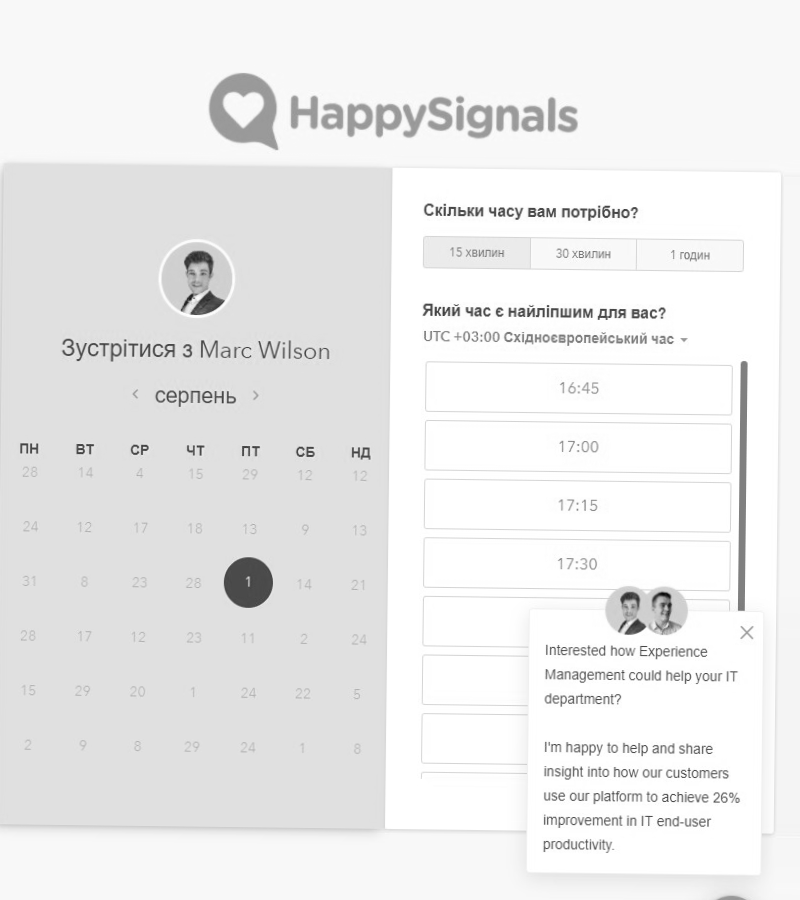 HappySignals
Зустрітися з Marc Wilson
серпень
ПН ВТ СР ЧТ ПТ СБ НД
28 14 4 15 29 12 12
24 12 17 18 13 9 13
31 8 23 28 1 14 21
28 17 12 23 11 2 24
15 29 20 1 24 22 5
2 9 8 29 24 1 8
Скільки часу вам потрібно?
15 хвилин 30 хвилин 1 годин
Який час є найліпшим для вас?
UTC +03:00 Східноєвропейський час
16:45
17:00
17:15
17:30
Interested how Experience
Management could help your IT
department?
I'm happy to help and share
insight into how our customers
use our platform to achieve 26%
improvement in IT end-user
productivity.